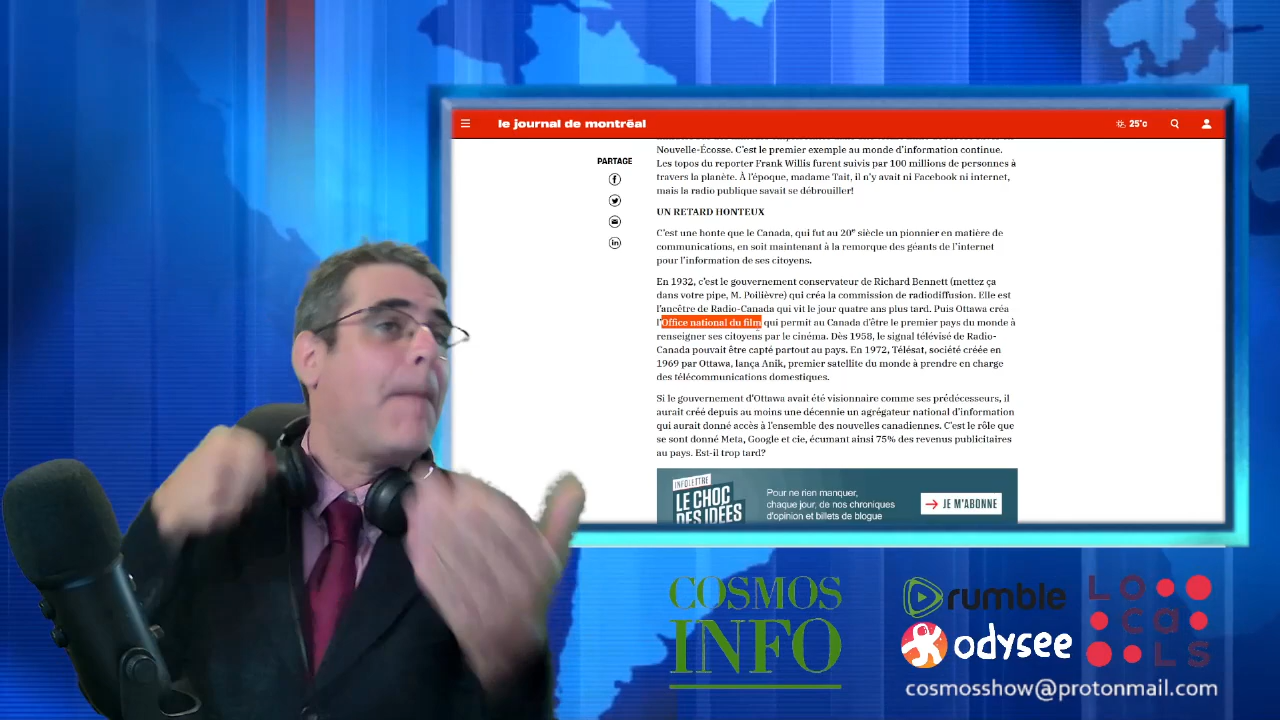 le journal de montréal
25°c
PARTAGE
Nouvelle-Écosse. C'est le premier exemple au monde d'information continue.
Les topos du reporter Frank Willis furent suivis par 100 millions de personnes à
travers la planète. À l'époque, madame Tait, il n'y avait ni Facebook ni internet,
mais la radio publique savait se débrouiller!
UN RETARD HONTEUX
C'est une honte que le Canada, qui fut au 20e siècle un pionnier en matière de
communications, en soit maintenant à la remorque des géants de l'internet
pour l'information de ses citoyens.
En 1932, c'est le gouvernement conservateur de Richard Bennett (mettez ça
dans votre pipe, M. Poilièvre) qui créa la commission de radiodiffusion. Elle est
l'ancêtre de Radio-Canada qui vit le jour quatre ans plus tard. Puis Ottawa créa
l'Office national du film qui permit au Canada d'être le premier pays du monde à
renseigner ses citoyens par le cinéma. Dès 1958, le signal télévisé de Radio-
Canada pouvait être capté partout au pays. En 1972, Télésat, société créée en
1969 par Ottawa, lança Anik, premier satellite du monde à prendre en charge
des télécommunications domestiques.
Si le gouvernement d'Ottawa avait été visionnaire comme ses prédécesseurs, il
aurait créé depuis au moins une décennie un agrégateur national d'information
qui aurait donné accès à l'ensemble des nouvelles canadiennes. C'est le rôle que
se sont donné Meta, Google et cie, écumant ainsi 75% des revenus publicitaires
au pays. Est-il trop tard?
INFOLETTRE
LE CHOC
DES IDÉES
Pour ne rien manquer,
chaque jour, de nos chroniques
d'opinion et billets de blogue
JE M'ABONNE
COSMOS
INFO
rumble
odysee
LOcaLS
cosmosshow@protonmail.com